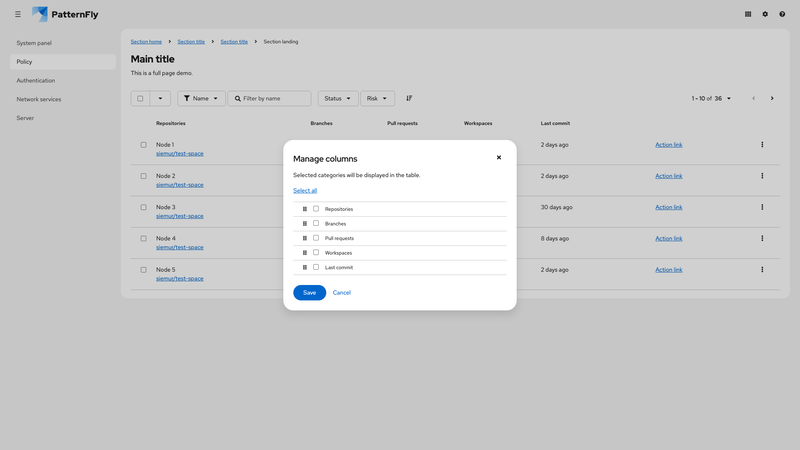 PatternFly
System panel
Policy
Authentication
Network services
Server
Section home
Section title
Section title
Section landing
Main title
This is a full page demo.
Name
Filter by name
Status
Risk
1 - 10 of 36
Repositories
Branches
Pull requests
Workspaces
Last commit
Node 1
siemur/test-space
2 days ago
Action link
Node 2
siemur/test-space
2 days ago
Action link
Node 3
siemur/test-space
30 days ago
Action link
Node 4
siemur/test-space
8 days ago
Action link
Node 5
siemur/test-space
2 days ago
Action link
Manage columns
Selected categories will be displayed in the table.
Select all
Repositories
Branches
Pull requests
Workspaces
Last commit
Save
Cancel